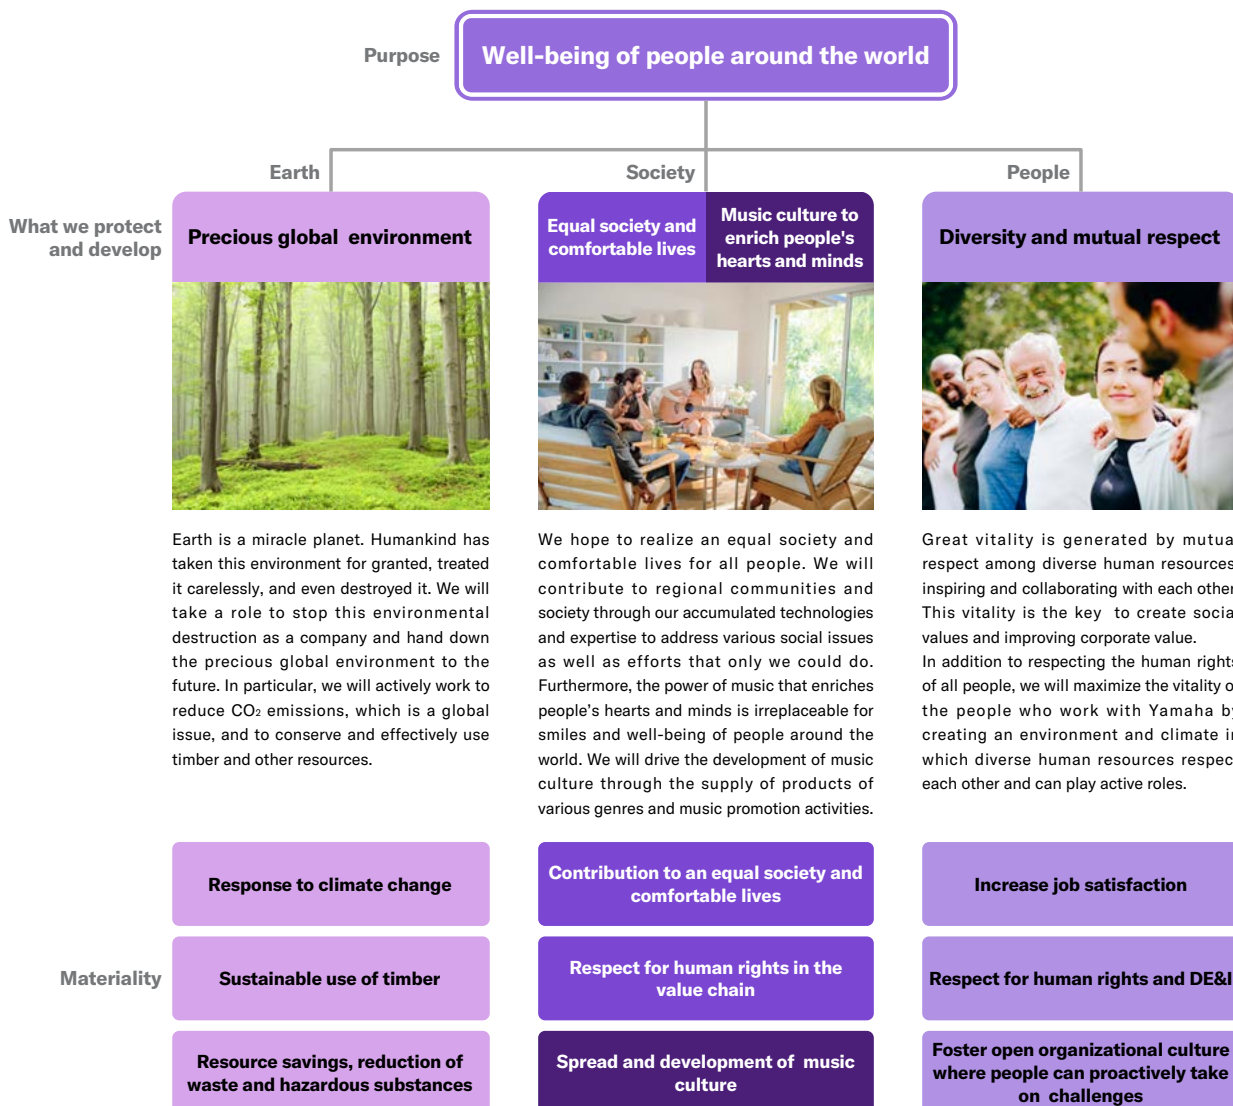 Purpose
Well-being of people around the world
Earth
Society
People
What we protect
and develop
Precious global environment
Equal society and
comfortable lives
Music culture to
enrich people's
hearts and minds
Diversity and mutual respect
Earth is a miracle planet. Humankind has
taken this environment for granted, treated
it carelessly, and even destroyed it. We will
take a role to stop this environmental
destruction as a company and hand down
the precious global environment to the
future. In particular, we will actively work to
reduce CO₂ emissions, which is a global
issue, and to conserve and effectively use
timber and other resources.
We hope to realize an equal society and
comfortable lives for all people. We will
contribute to regional communities and
society through our accumulated technologies
and expertise to address various social issues
as well as efforts that only we could do.
Furthermore, the power of music that enriches
people's hearts and minds is irreplaceable for
smiles and well-being of people around the
world. We will drive the development of music
culture through the supply of products of
various genres and music promotion activities.
Great vitality is generated by mutual
respect among diverse human resources
inspiring and collaborating with each other
This vitality is the key to create social
values and improving corporate value.
In addition to respecting the human rights
of all people, we will maximize the vitality o
the people who work with Yamaha by
creating an environment and climate in
which diverse human resources respec
each other and can play active roles.
Materiality
Response to climate change
Sustainable use of timber
Resource savings, reduction of
waste and hazardous substances
Contribution to an equal society and
comfortable lives
Respect for human rights in the
value chain
Spread and development of music
culture
Increase job satisfaction
Respect for human rights and DE&I
Foster open organizational culture
where people can proactively take
on challenges